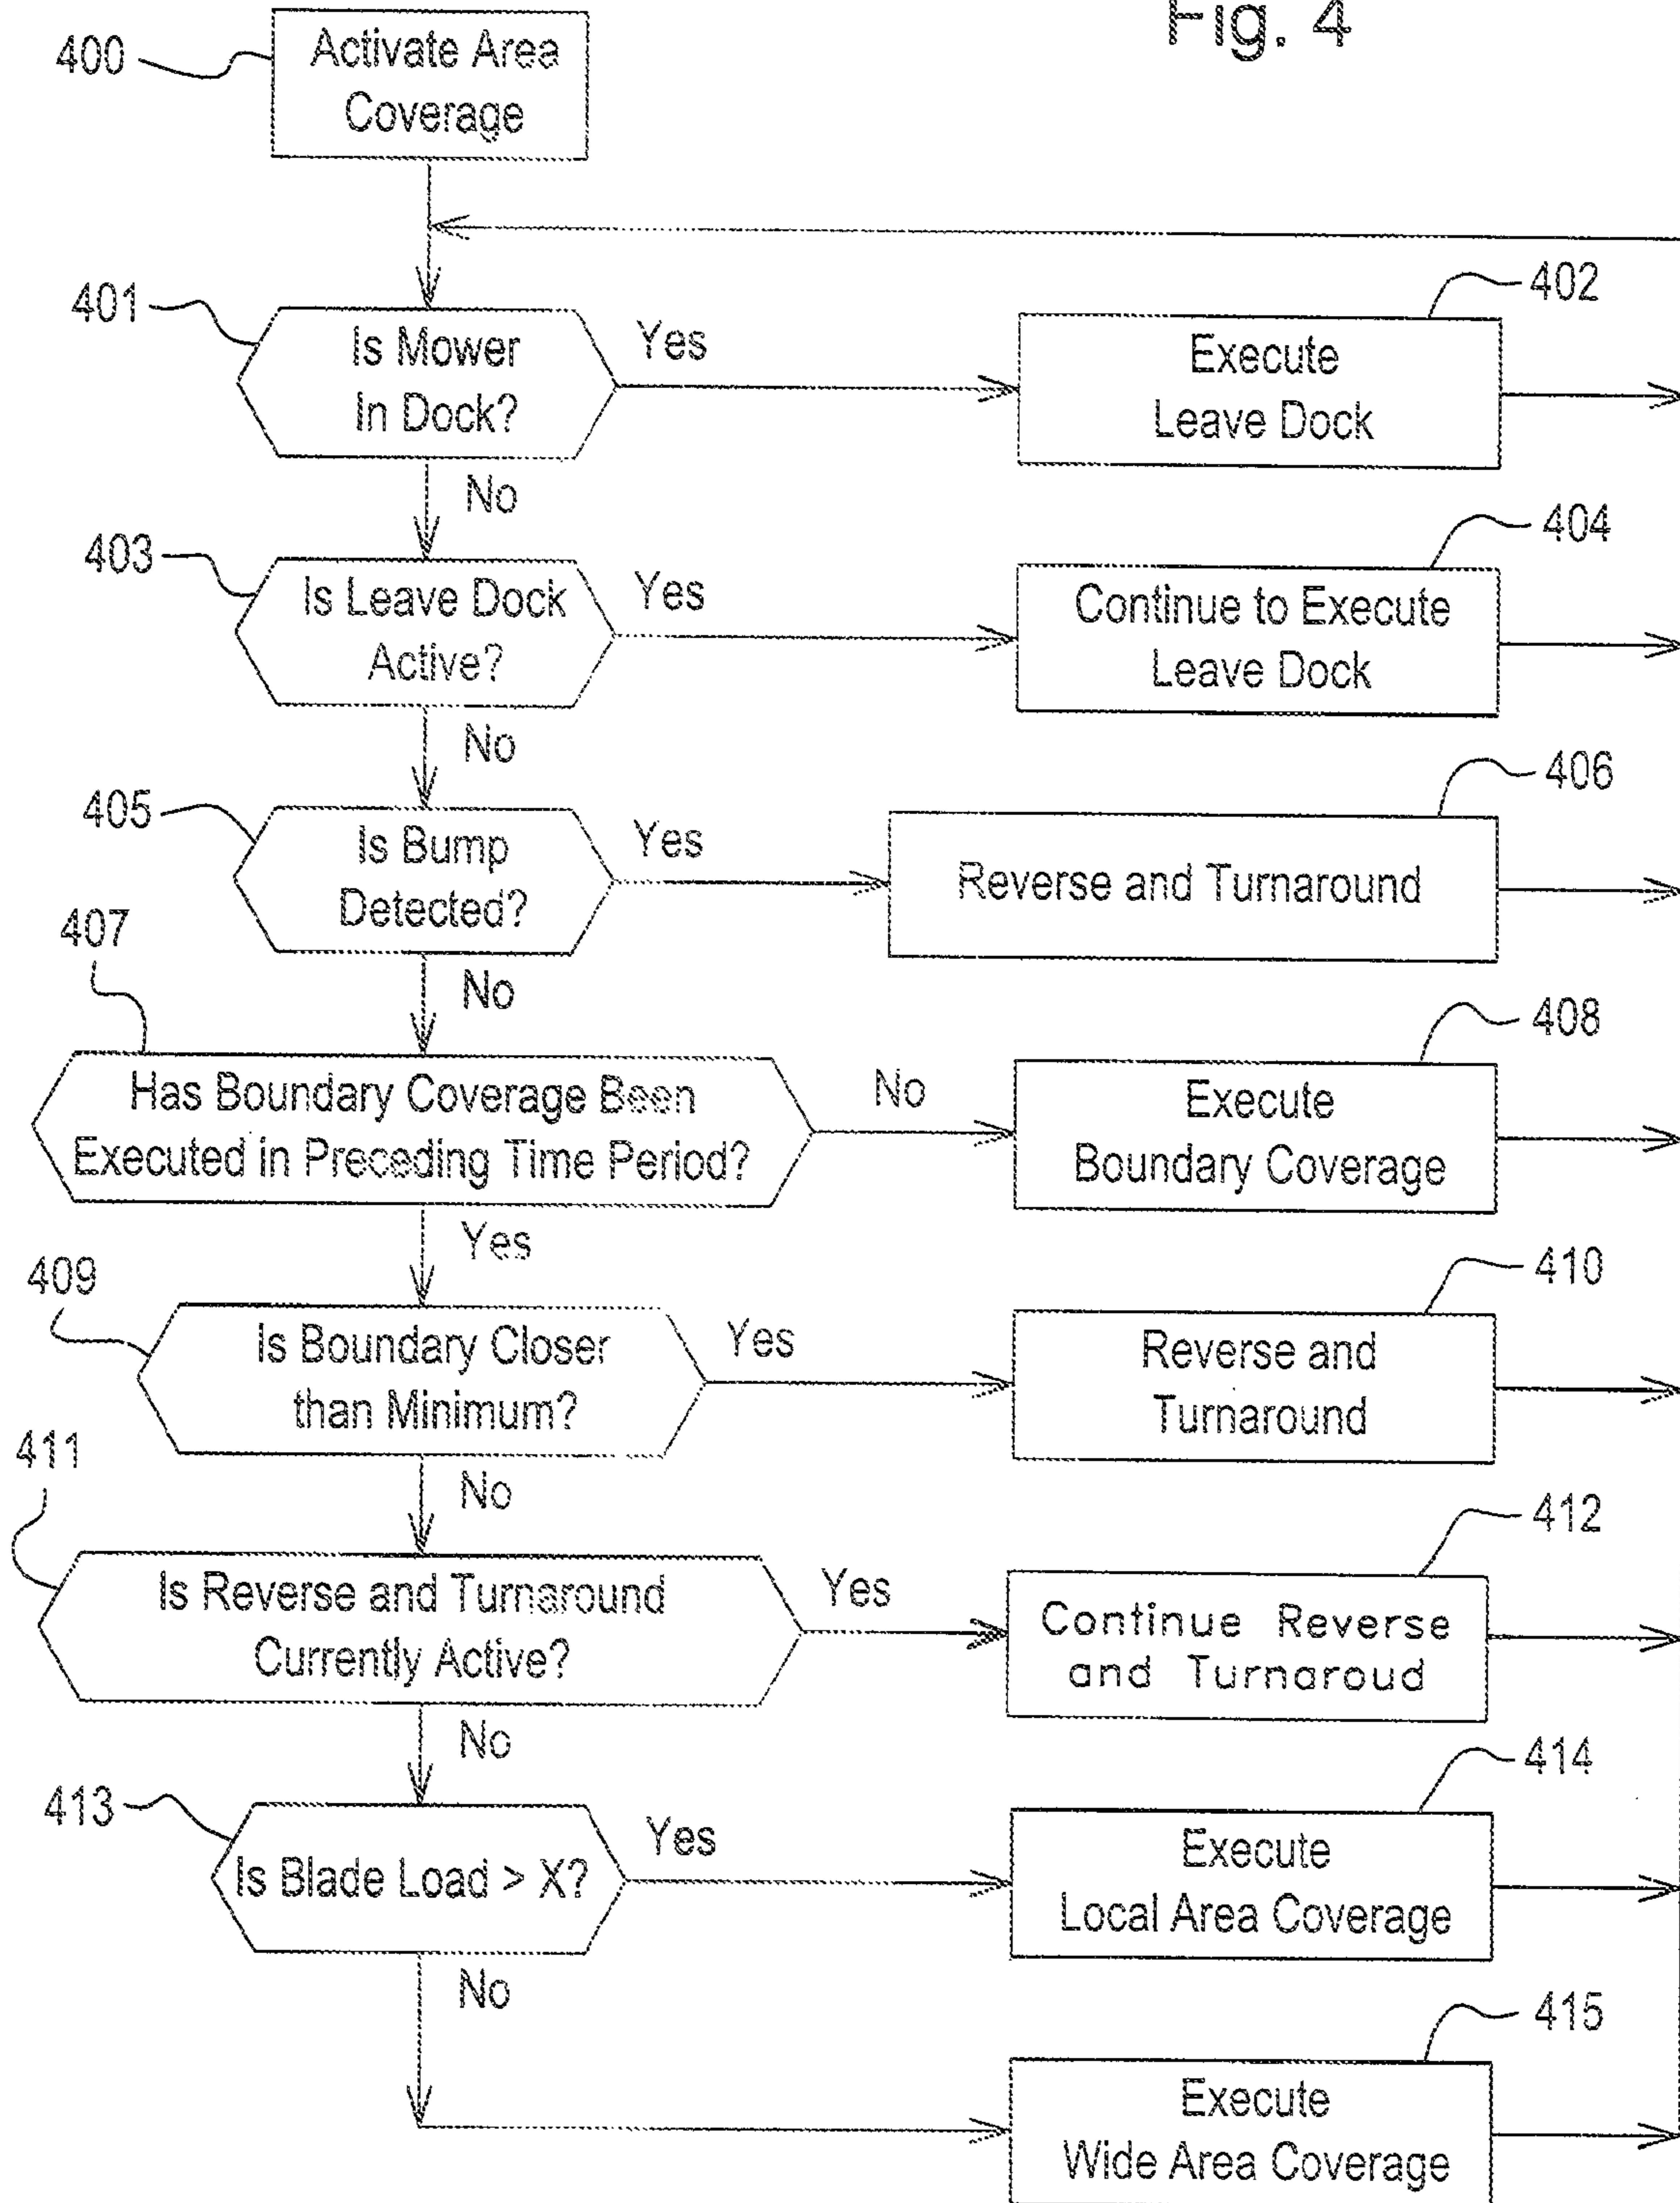 Fig. 4
400
Activate Area
Coverage
401
Is Mower
In Dock?
Yes
402
Execute
Leave Dock
No
403
Is Leave Dock
Active?
Yes
404
Continue to Execute
Leave Dock
No
405
Is Bump
Detected?
Yes
406
Reverse and Turnaround
No
407
Has Boundary Coverage Been
Executed in Preceding Time Period?
No
408
Execute
Boundary Coverage
Yes
409
Is Boundary Closer
than Minimum?
Yes
410
Reverse and
Turnaround
No
411
Is Reverse and Turnaround
Currently Active?
Yes
412
Continue Reverse
and Turnaroud
No
413
Is Blade Load > X?
Yes
414
Execute
Local Area Coverage
No
415
Execute
Wide Area Coverage